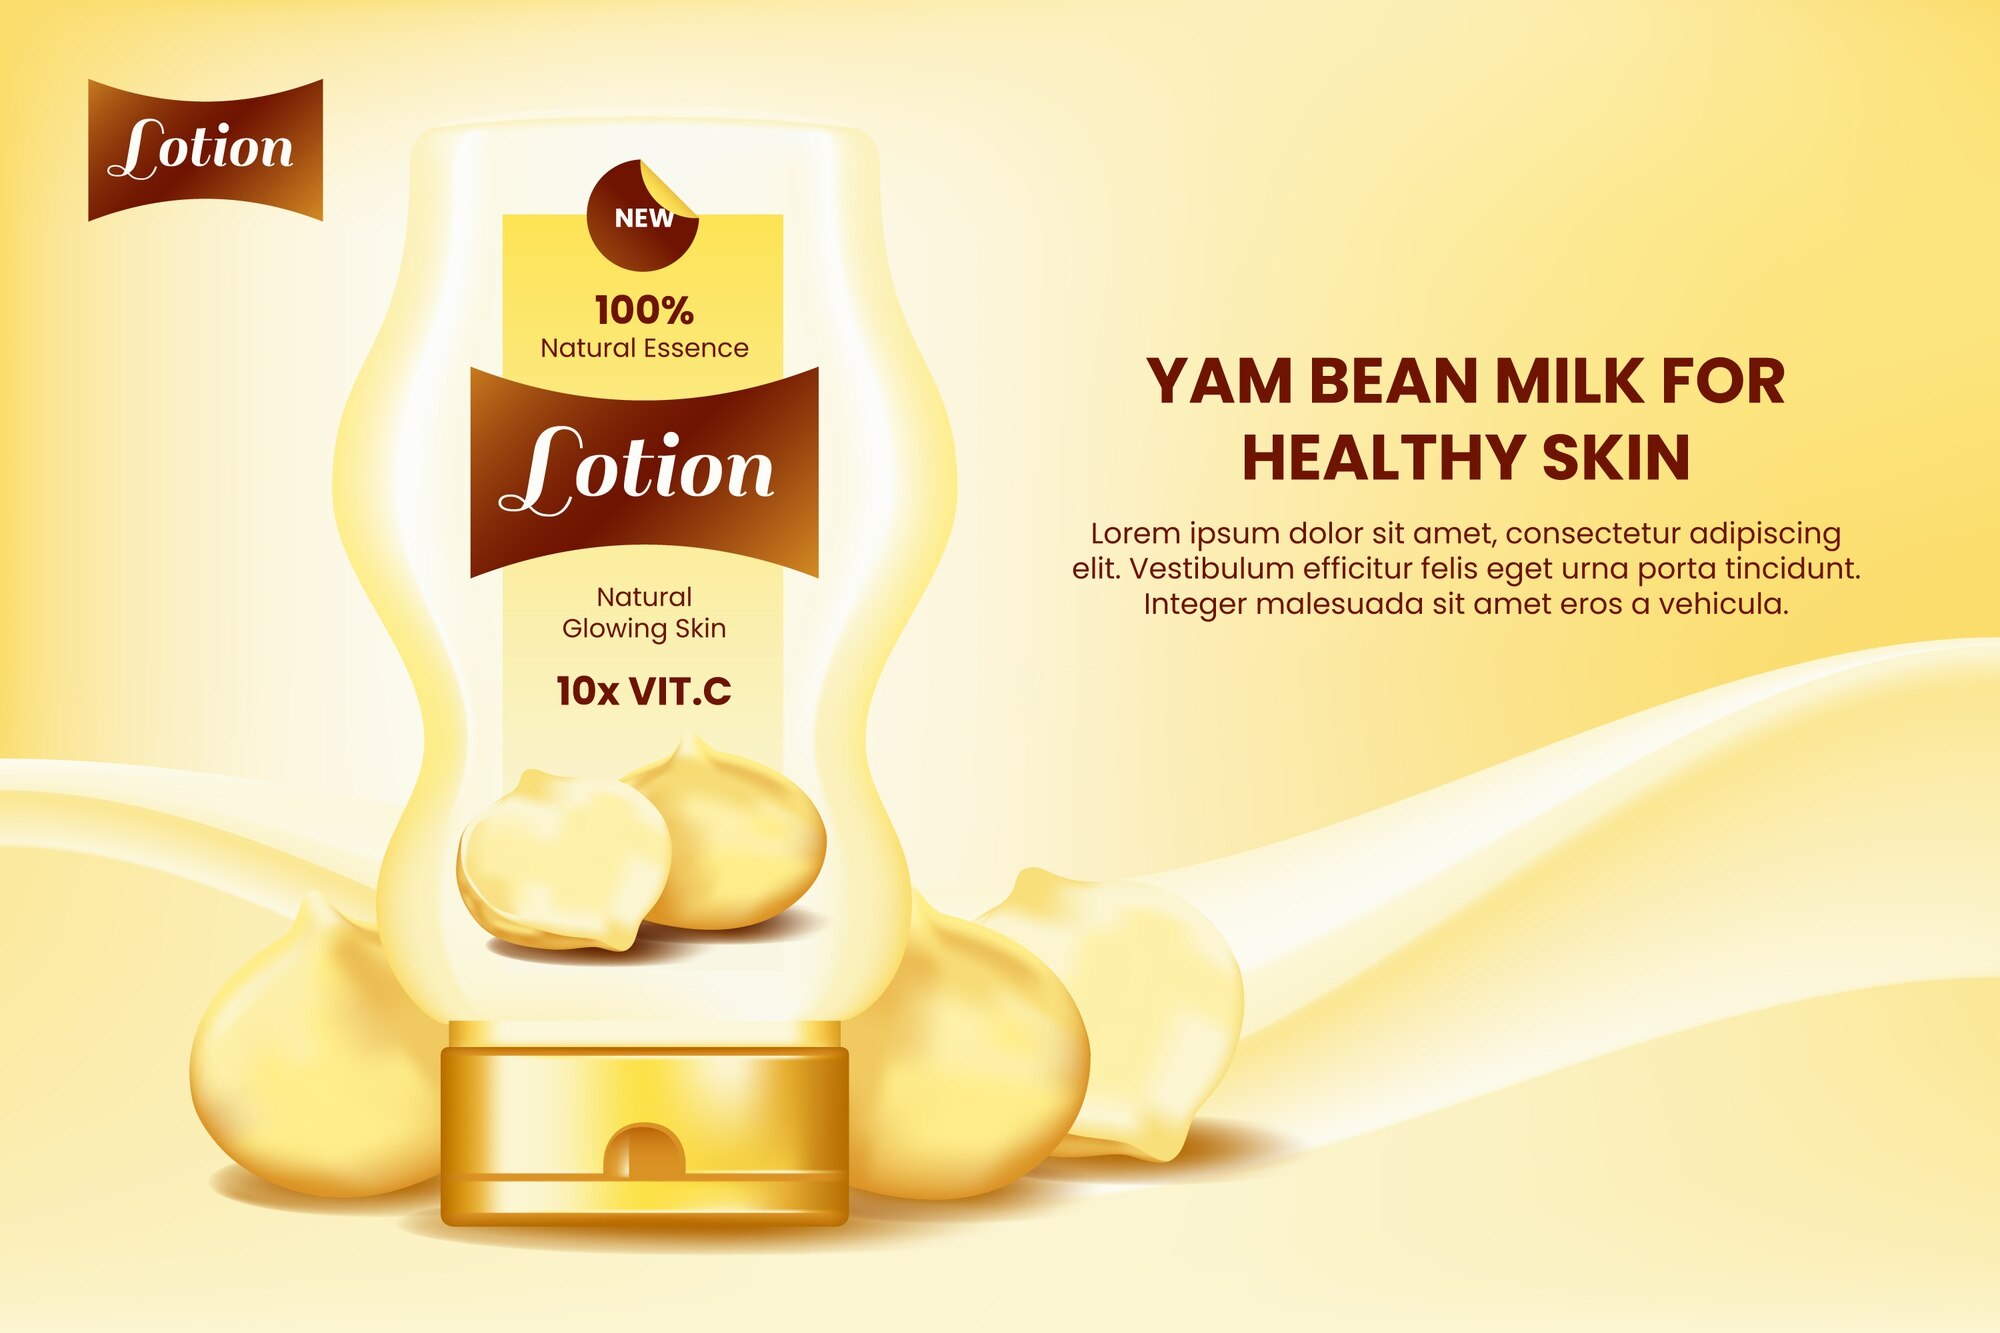 Lotion
NEW
100%
Natural Essence
Lotion
Natural
Glowing Skin
10x VIT.C
YAM BEAN MILK FOR
HEALTHY SKIN
Lorem ipsum dolor sit amet, consectetur adipiscing
elit. Vestibulum efficitur felis eget urna porta tincidunt.
Integer malesuada sit amet eros a vehicula.